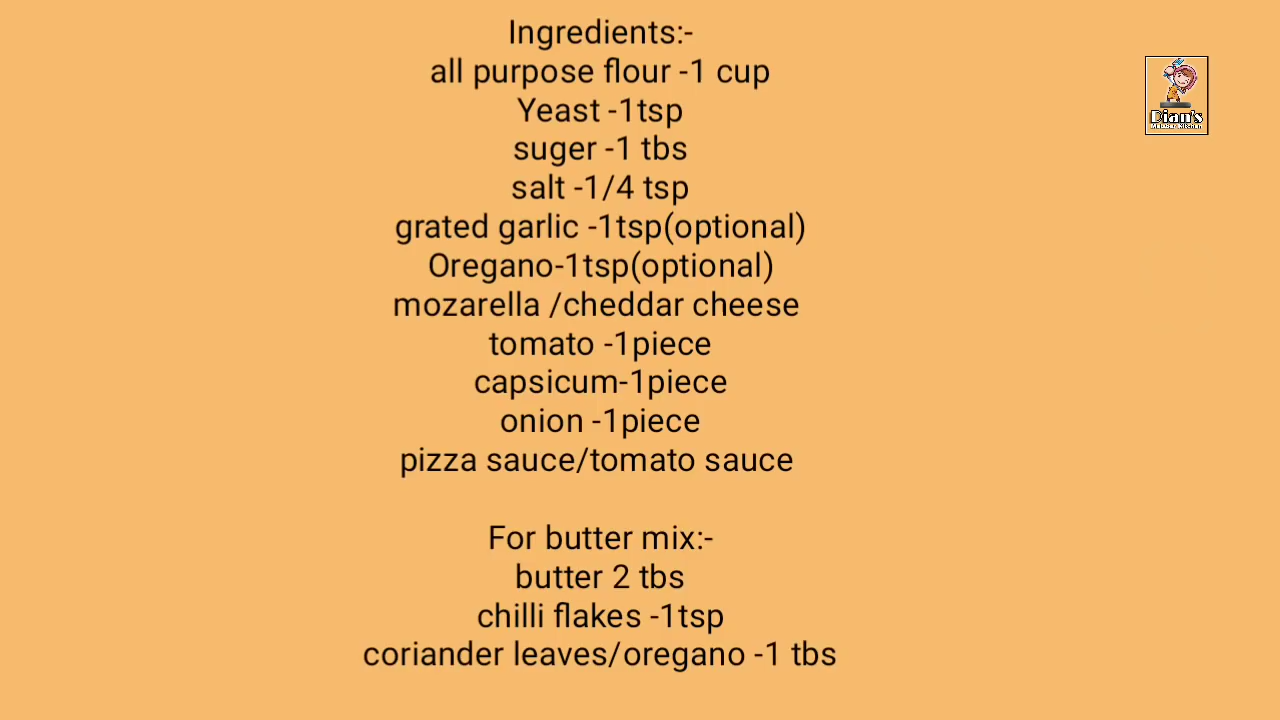 Ingredients:-
all purpose flour -1 cup
Yeast -1tsp
suger -1 tbs
salt -1/4 tsp
grated garlic -1tsp(optional)
Oregano-1tsp(optional)
mozarella /cheddar cheese
tomato -1piece
capsicum-1piece
onion -1piece
pizza sauce/tomato sauce
For butter mix:-
butter 2 tbs
chilli flakes -1tsp
coriander leaves/oregano -1 tbs
Dian's